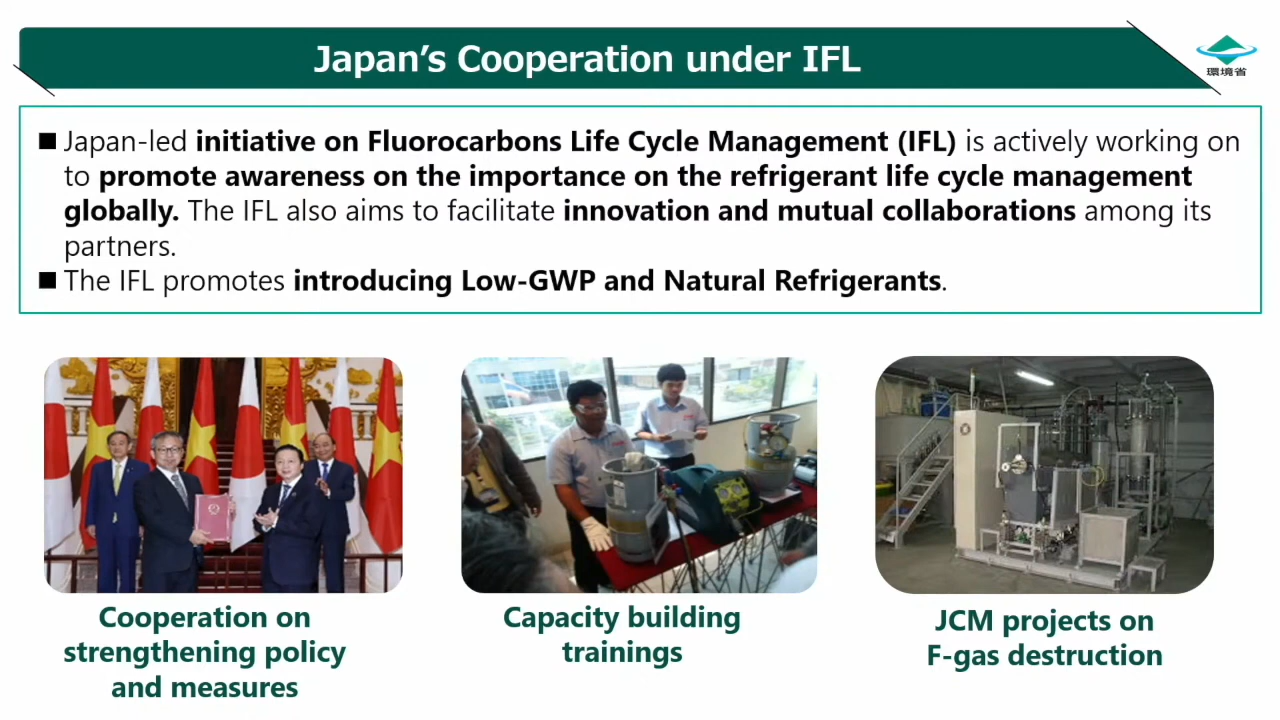 Japan’s Cooperation under IFL
環境省
■ Japan-led initiative on Fluorocarbons Life Cycle Management (IFL) is actively working on
to promote awareness on the importance on the refrigerant life cycle management
globally. The IFL also aims to facilitate innovation and mutual collaborations among its
partners.
■ The IFL promotes introducing Low-GWP and Natural Refrigerants.
Cooperation on
strengthening policy
and measures
Capacity building
trainings
JCM projects on
F-gas destruction